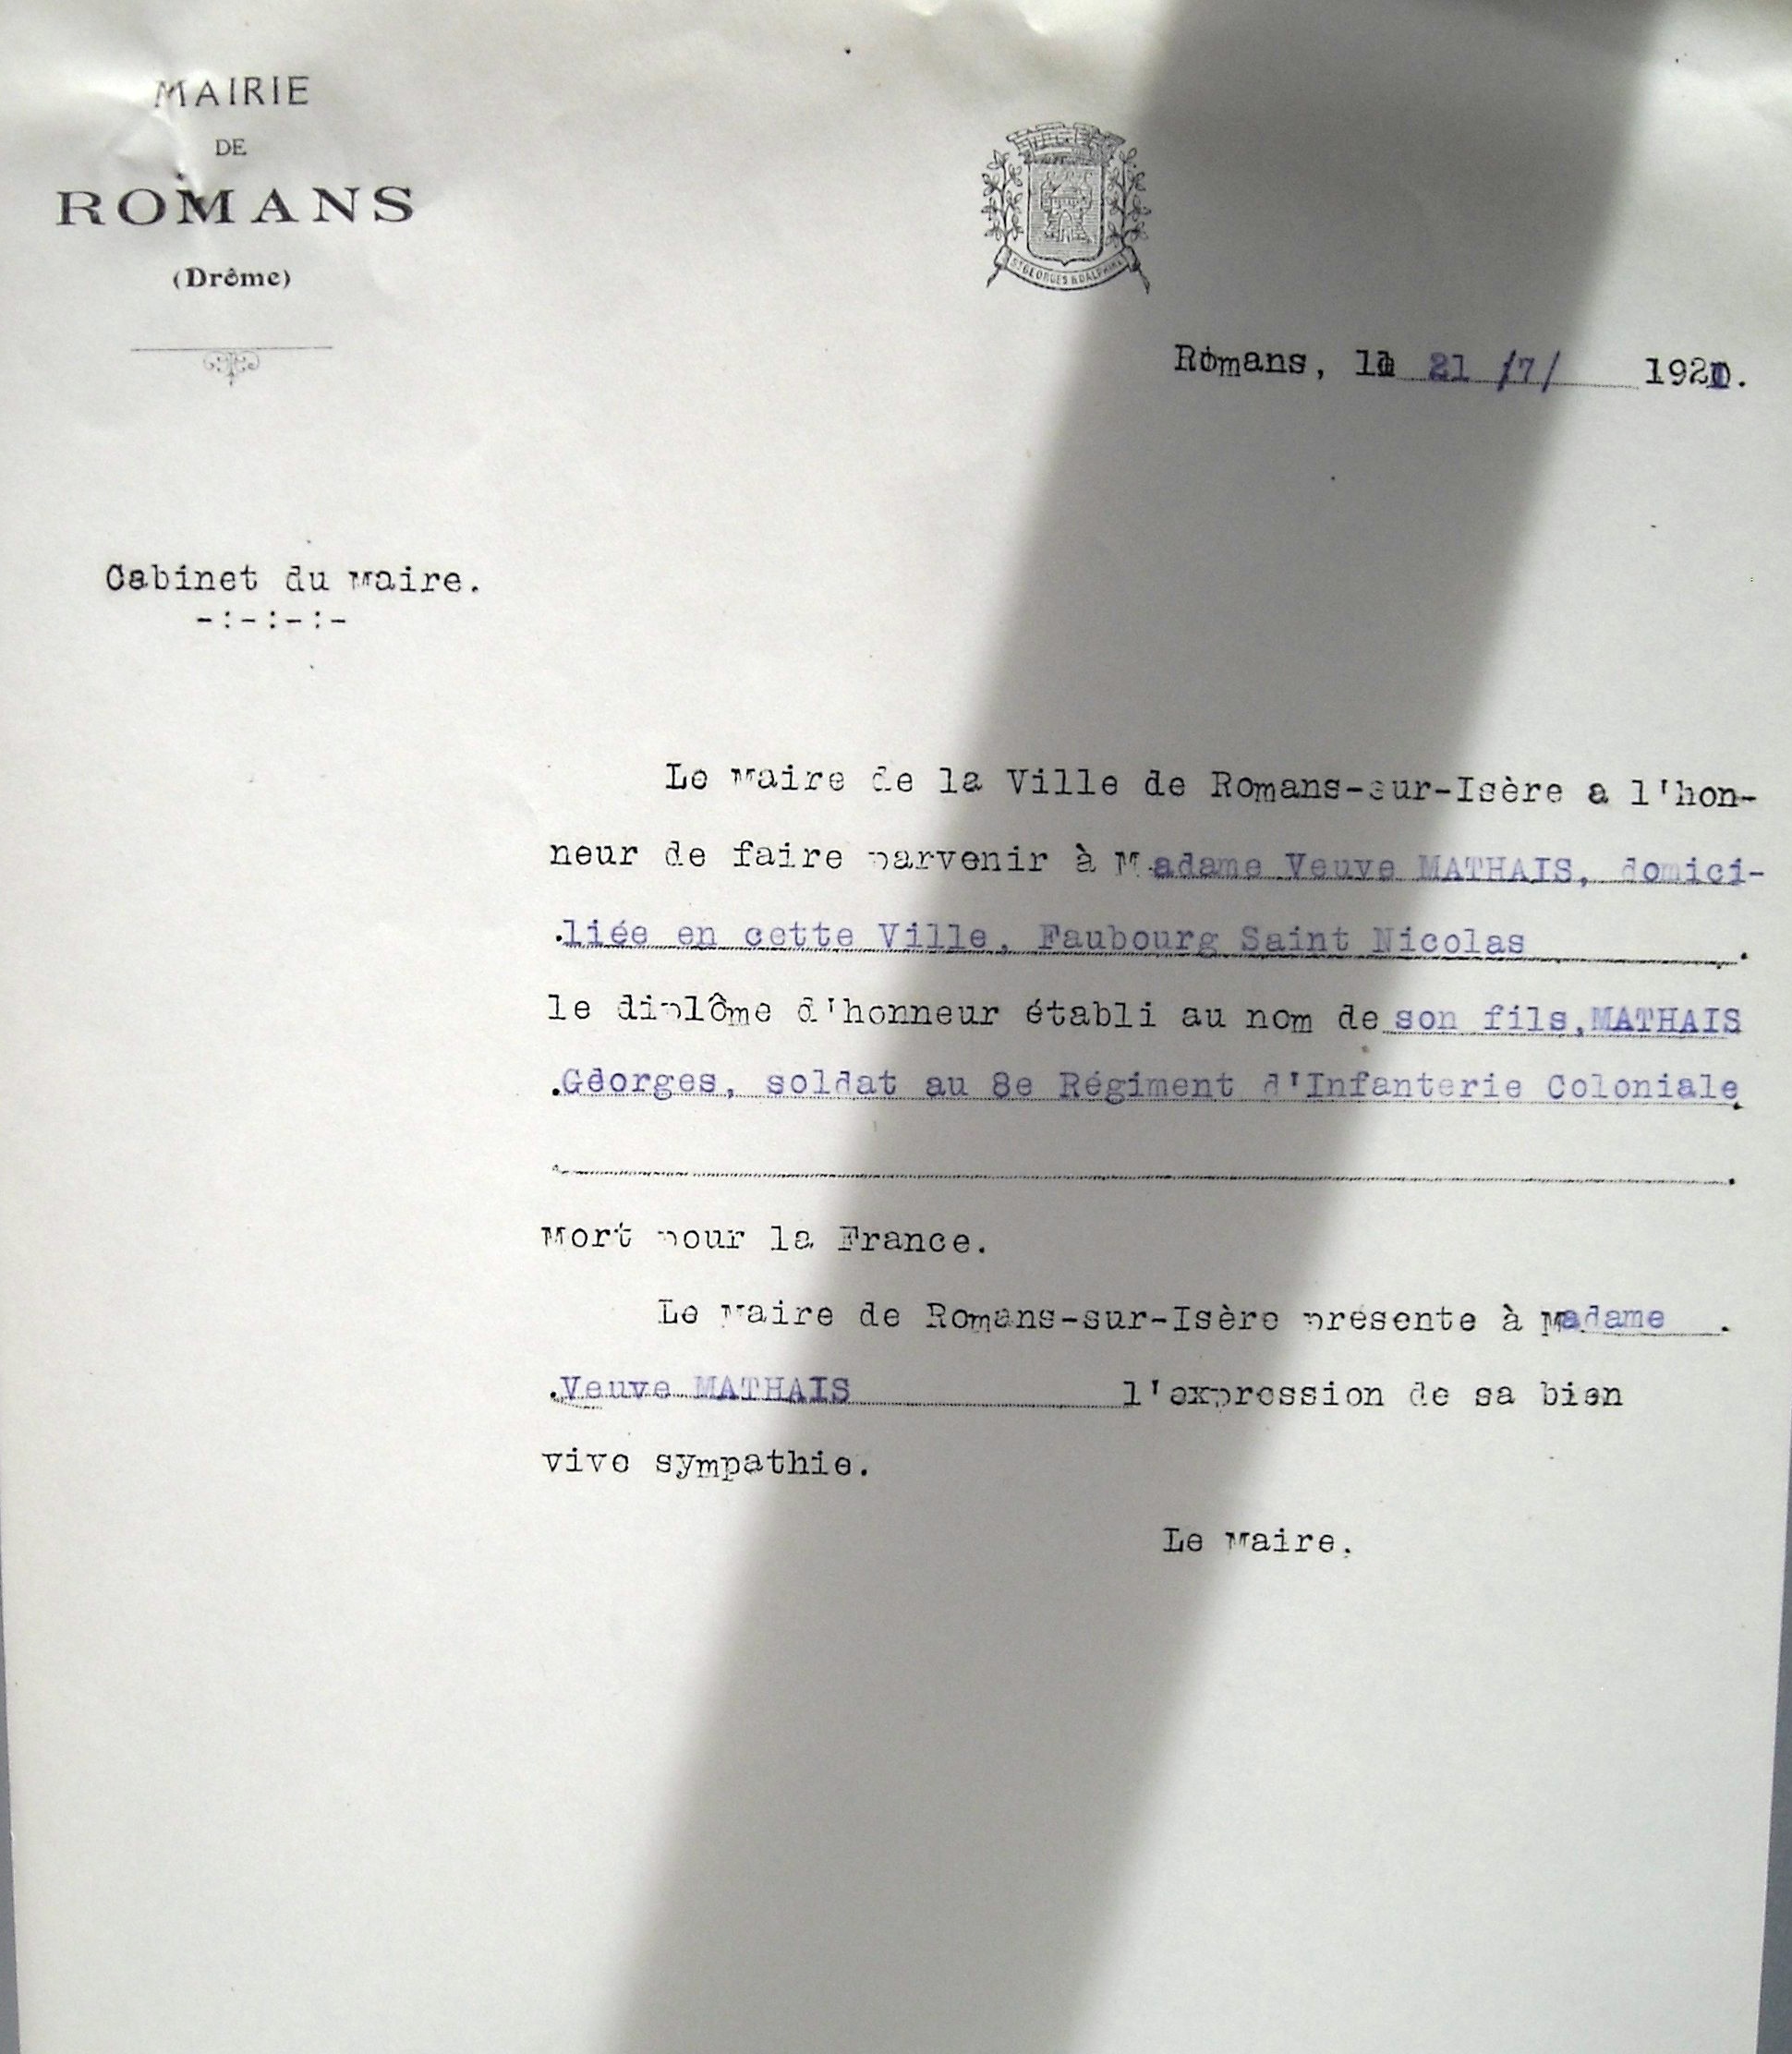 MAIRIE
DE
ROMANS
(Drême)
Romans, le 21 /7/ 1921.
Cabinet du Maire.
-:-:-:-
Le Maire de la Ville de Romans-sur-Isère a l'hon-
neur de faire parvenir à Madame Veuve MATHAIS, domici-
liée en cette Ville, Faubourg Saint Nicolas.
le diplôme d'honneur établi au nom de son fils, MATHAIS
Georges, soldat au 8e Régiment d'Infanterie Coloniale
Mort pour la France.
Le Maire de Romans-sur-Isère présente à Madame
Veuve MATHAIS l'expression de sa bien
vive sympathie.
Le Maire.